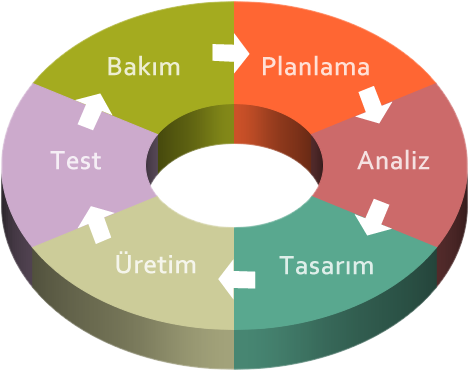 Bakım
Planlama
Test
Analiz
Üretim
Tasarım